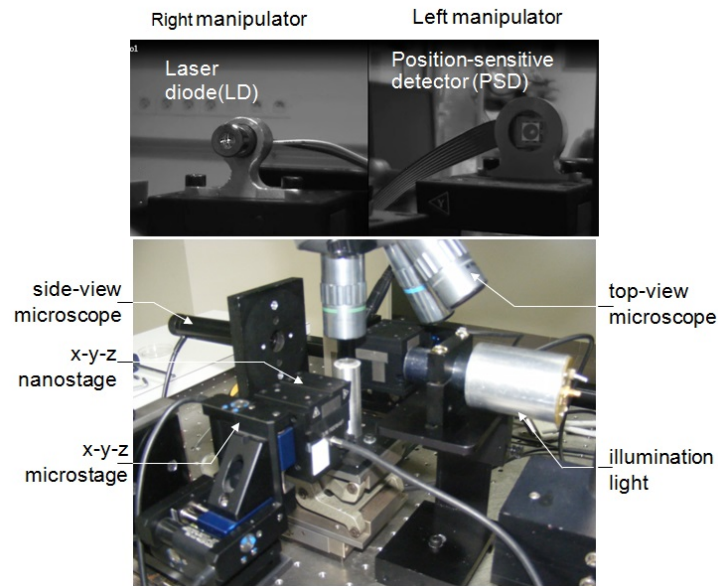 Right manipulator
Left manipulator
Laser
diode(LD)
Position-sensitive
detector (PSD)
side-view
microscope
x-y-z
nanostage
x-y-z
microstage
top-view
microscope
illumination
light